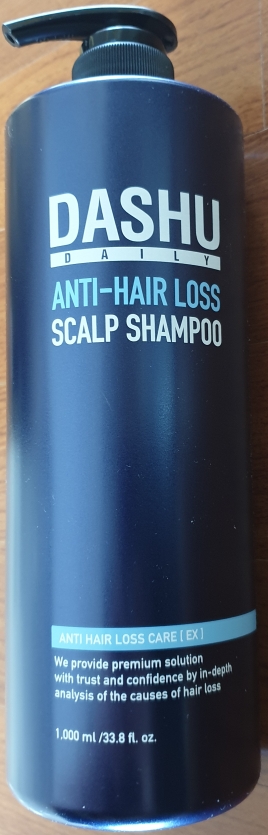 DASHU
DAILY
ANTI-HAIR LOSS
SCALP SHAMPOO
ANTI HAIR LOSS CARE [ EX ]
We provide premium solution
with trust and confidence by in-depth
analysis of the causes of hair loss
1,000 ml /33.8 fl. oz.